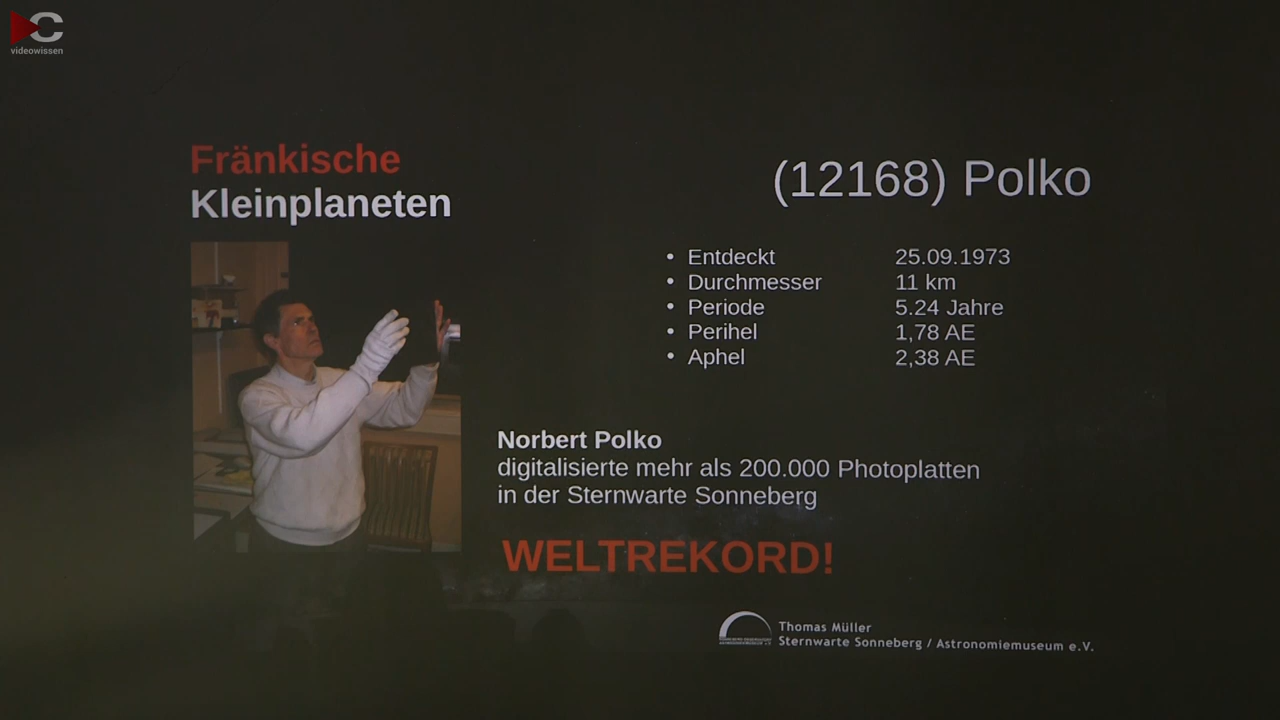 videowissen
Fränkische
Kleinplaneten
(12168) Polko
• Entdeckt 25.09.1973
• Durchmesser 11 km
• Periode 5.24 Jahre
• Perihel 1,78 AE
• Aphel 2,38 AE
Norbert Polko
digitalisierte mehr als 200.000 Photoplatten
in der Sternwarte Sonneberg
WELTREKORD!
Thomas Müller
Sternwarte Sonneberg / Astronomiemuseum e.V.